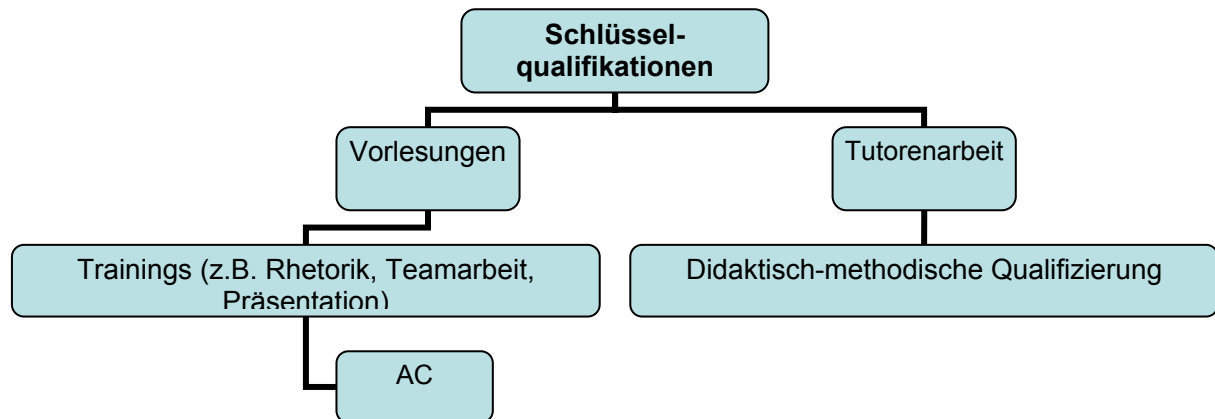 Schlüssel-
qualifikationen
Vorlesungen
Tutorenarbeit
Trainings (z.B. Rhetorik, Teamarbeit,
Präsentation)
Didaktisch-methodische Qualifizierung
AC